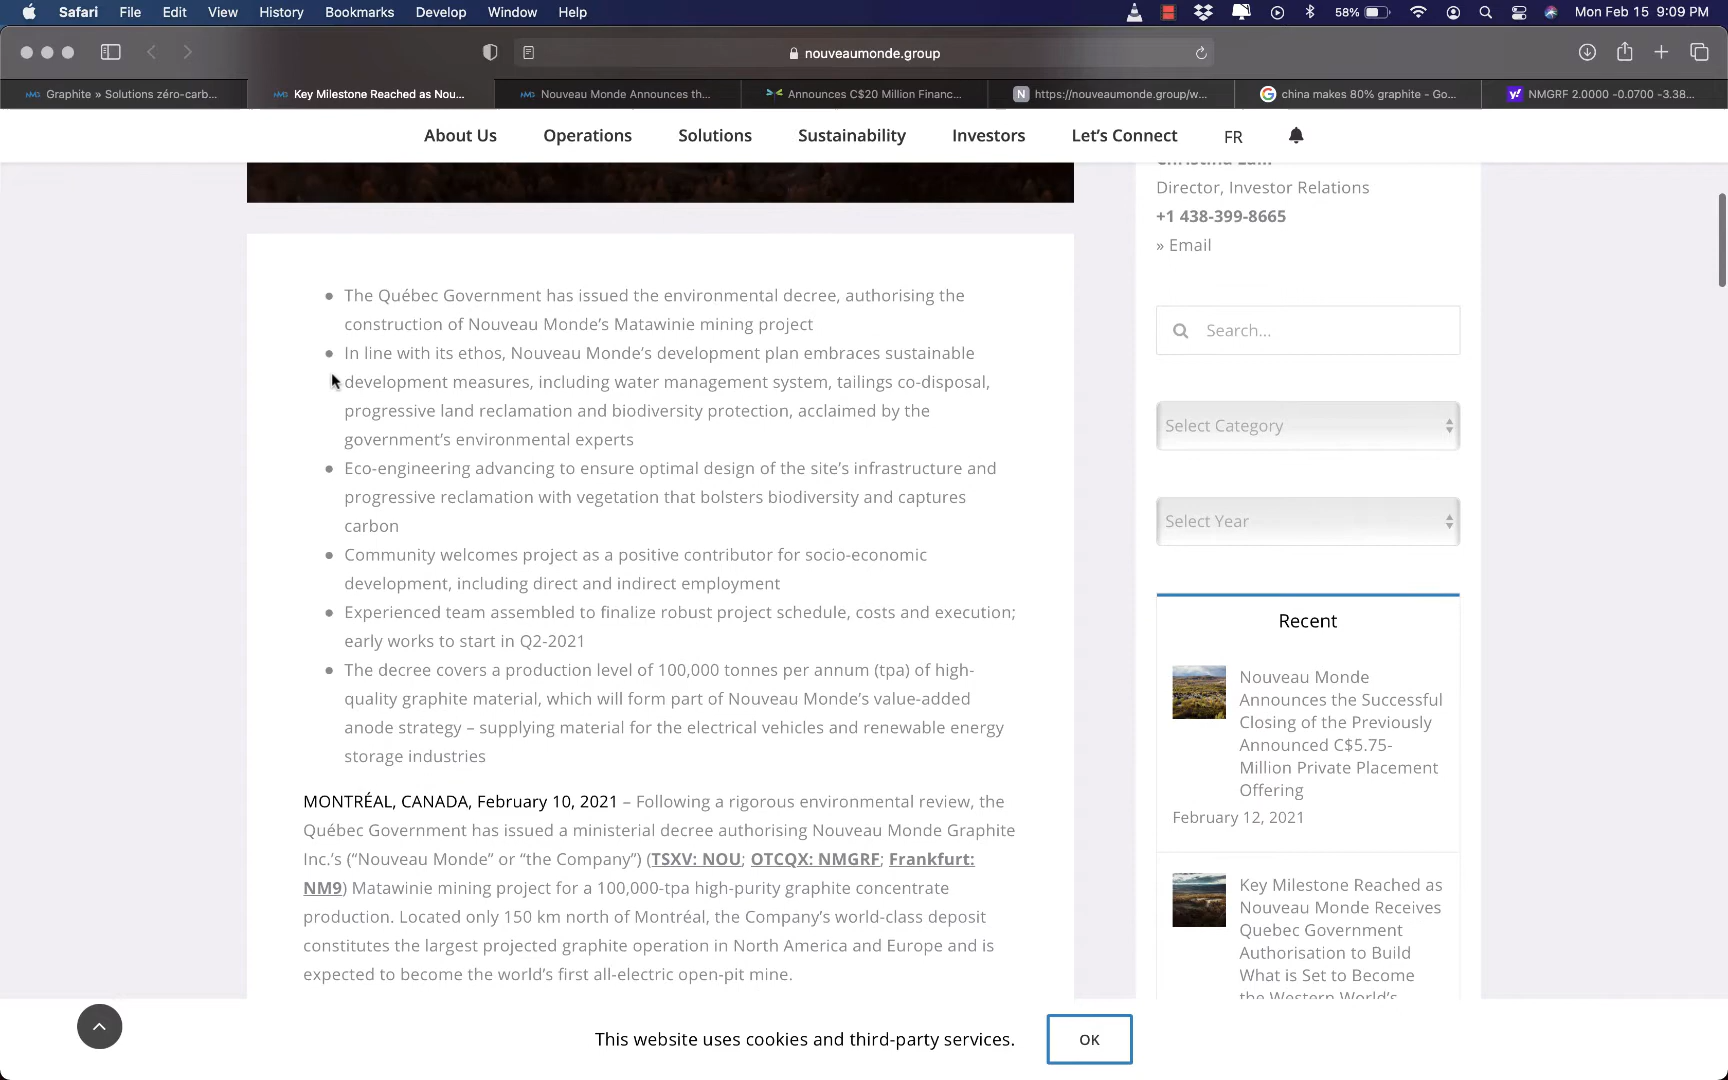 Safari File Edit View History Bookmarks Develop Window Help 58% Mon Feb 15 9:09 PM
nouveaumonde.group
Graphite » Solutions zéro-carb... Key Milestone Reached as Nou... Nouveau Monde Announces th... Announces C$20 Million Financ... N https://nouveaumonde.group/w... china makes 80% graphite - Go... NMGRF 2.0000 -0.0700 -3.38...
About Us Operations Solutions Sustainability Investors Let's Connect FR
Director, Investor Relations
+1 438-399-8665
» Email
Search...
Select Category
Select Year
• The Québec Government has issued the environmental decree, authorising the
construction of Nouveau Monde's Matawinie mining project
• In line with its ethos, Nouveau Monde's development plan embraces sustainable
development measures, including water management system, tailings co-disposal,
progressive land reclamation and biodiversity protection, acclaimed by the
government's environmental experts
• Eco-engineering advancing to ensure optimal design of the site's infrastructure and
progressive reclamation with vegetation that bolsters biodiversity and captures
carbon
• Community welcomes project as a positive contributor for socio-economic
development, including direct and indirect employment
• Experienced team assembled to finalize robust project schedule, costs and execution;
early works to start in Q2-2021
• The decree covers a production level of 100,000 tonnes per annum (tpa) of high-
quality graphite material, which will form part of Nouveau Monde's value-added
anode strategy – supplying material for the electrical vehicles and renewable energy
storage industries
MONTRÉAL, CANADA, February 10, 2021 – Following a rigorous environmental review, the
Québec Government has issued a ministerial decree authorising Nouveau Monde Graphite
Inc.'s ("Nouveau Monde" or "the Company") (TSXV: NOU; OTCQX: NMGRF; Frankfurt:
NM9) Matawinie mining project for a 100,000-tpa high-purity graphite concentrate
production. Located only 150 km north of Montréal, the Company's world-class deposit
constitutes the largest projected graphite operation in North America and Europe and is
expected to become the world's first all-electric open-pit mine.
Recent
Nouveau Monde
Announces the Successful
Closing of the Previously
Announced C$5.75-
Million Private Placement
Offering
February 12, 2021
Key Milestone Reached as
Nouveau Monde Receives
Quebec Government
Authorisation to Build
What is Set to Become
the Western World's
This website uses cookies and third-party services. OK